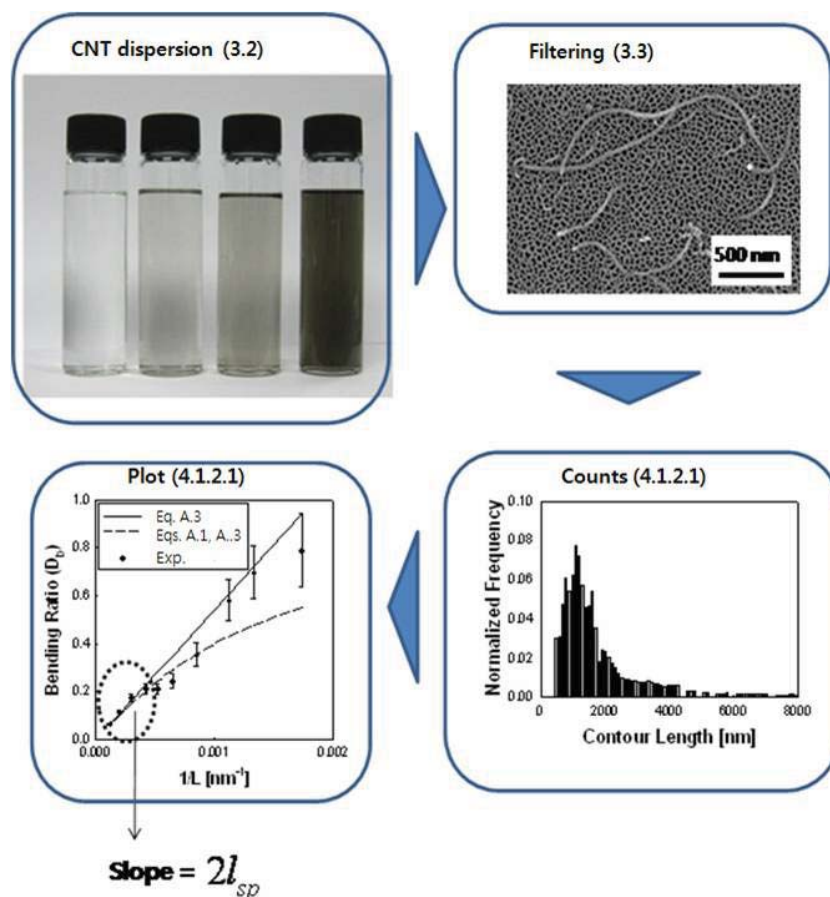 CNT dispersion (3.2)
Filtering (3.3)
500 nm
Plot (4.1.2.1)
Bending Ratio (D_b)
1.0
0.8
0.6
0.4
0.2
0.0
Eq. A.3
Eqs. A.1, A..3
Exp.
0.000
0.001
0.002
1/L [nm⁻¹]
Slope = 2l_sp
Counts (4.1.2.1)
Normalized Frequency
0.10
0.08
0.06
0.04
0.02
0.00
0
2000
4000
6000
8000
Contour Length [nm]